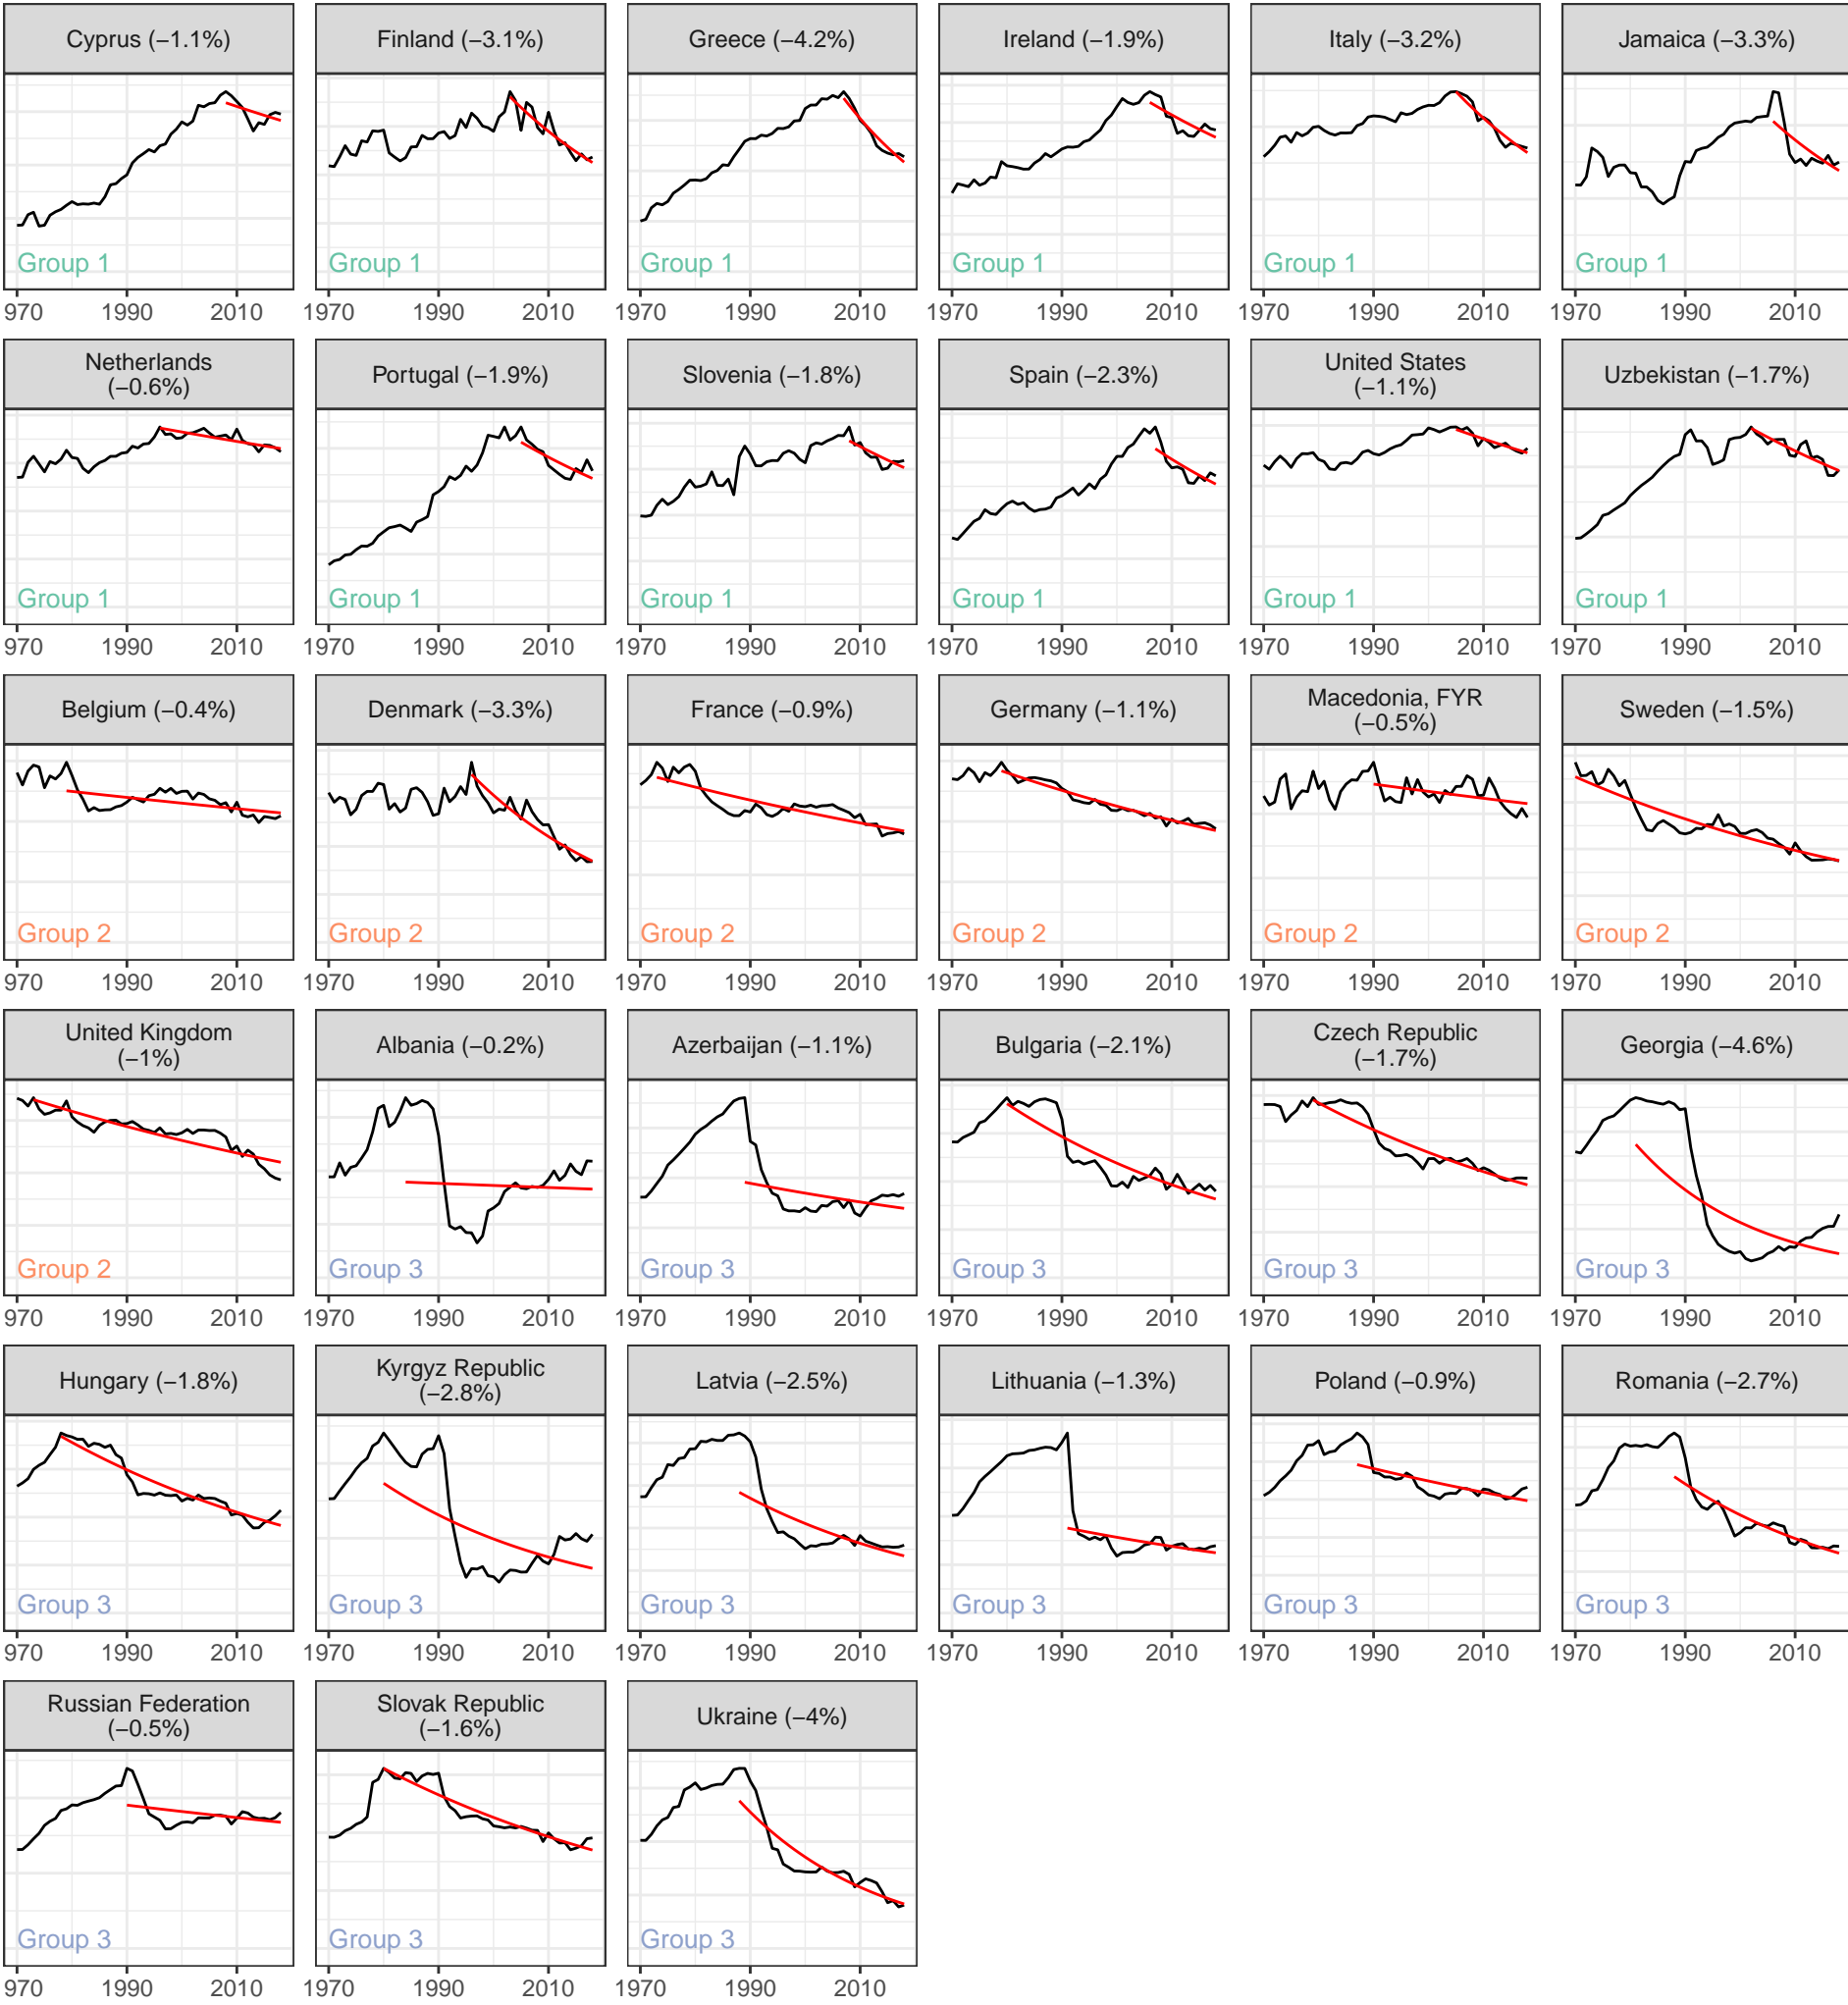 Cyprus (−1.1%)
Finland (−3.1%)
Greece (−4.2%)
Ireland (−1.9%)
Italy (−3.2%)
Jamaica (−3.3%)
Group 1
Group 1
Group 1
Group 1
Group 1
Group 1
970 1990 2010
1970 1990 2010
1970 1990 2010
1970 1990 2010
1970 1990 2010
1970 1990 2010
Netherlands
(−0.6%)
Portugal (−1.9%)
Slovenia (−1.8%)
Spain (−2.3%)
United States
(−1.1%)
Uzbekistan (−1.7%)
Group 1
Group 1
Group 1
Group 1
Group 1
Group 1
970 1990 2010
1970 1990 2010
1970 1990 2010
1970 1990 2010
1970 1990 2010
1970 1990 2010
Belgium (−0.4%)
Denmark (−3.3%)
France (−0.9%)
Germany (−1.1%)
Macedonia, FYR
(−0.5%)
Sweden (−1.5%)
Group 2
Group 2
Group 2
Group 2
Group 2
Group 2
970 1990 2010
1970 1990 2010
1970 1990 2010
1970 1990 2010
1970 1990 2010
1970 1990 2010
United Kingdom
(−1%)
Albania (−0.2%)
Azerbaijan (−1.1%)
Bulgaria (−2.1%)
Czech Republic
(−1.7%)
Georgia (−4.6%)
Group 2
Group 3
Group 3
Group 3
Group 3
Group 3
970 1990 2010
1970 1990 2010
1970 1990 2010
1970 1990 2010
1970 1990 2010
1970 1990 2010
Hungary (−1.8%)
Kyrgyz Republic
(−2.8%)
Latvia (−2.5%)
Lithuania (−1.3%)
Poland (−0.9%)
Romania (−2.7%)
Group 3
Group 3
Group 3
Group 3
Group 3
Group 3
970 1990 2010
1970 1990 2010
1970 1990 2010
1970 1990 2010
1970 1990 2010
1970 1990 2010
Russian Federation
(−0.5%)
Slovak Republic
(−1.6%)
Ukraine (−4%)
Group 3
Group 3
Group 3
970 1990 2010
1970 1990 2010
1970 1990 2010